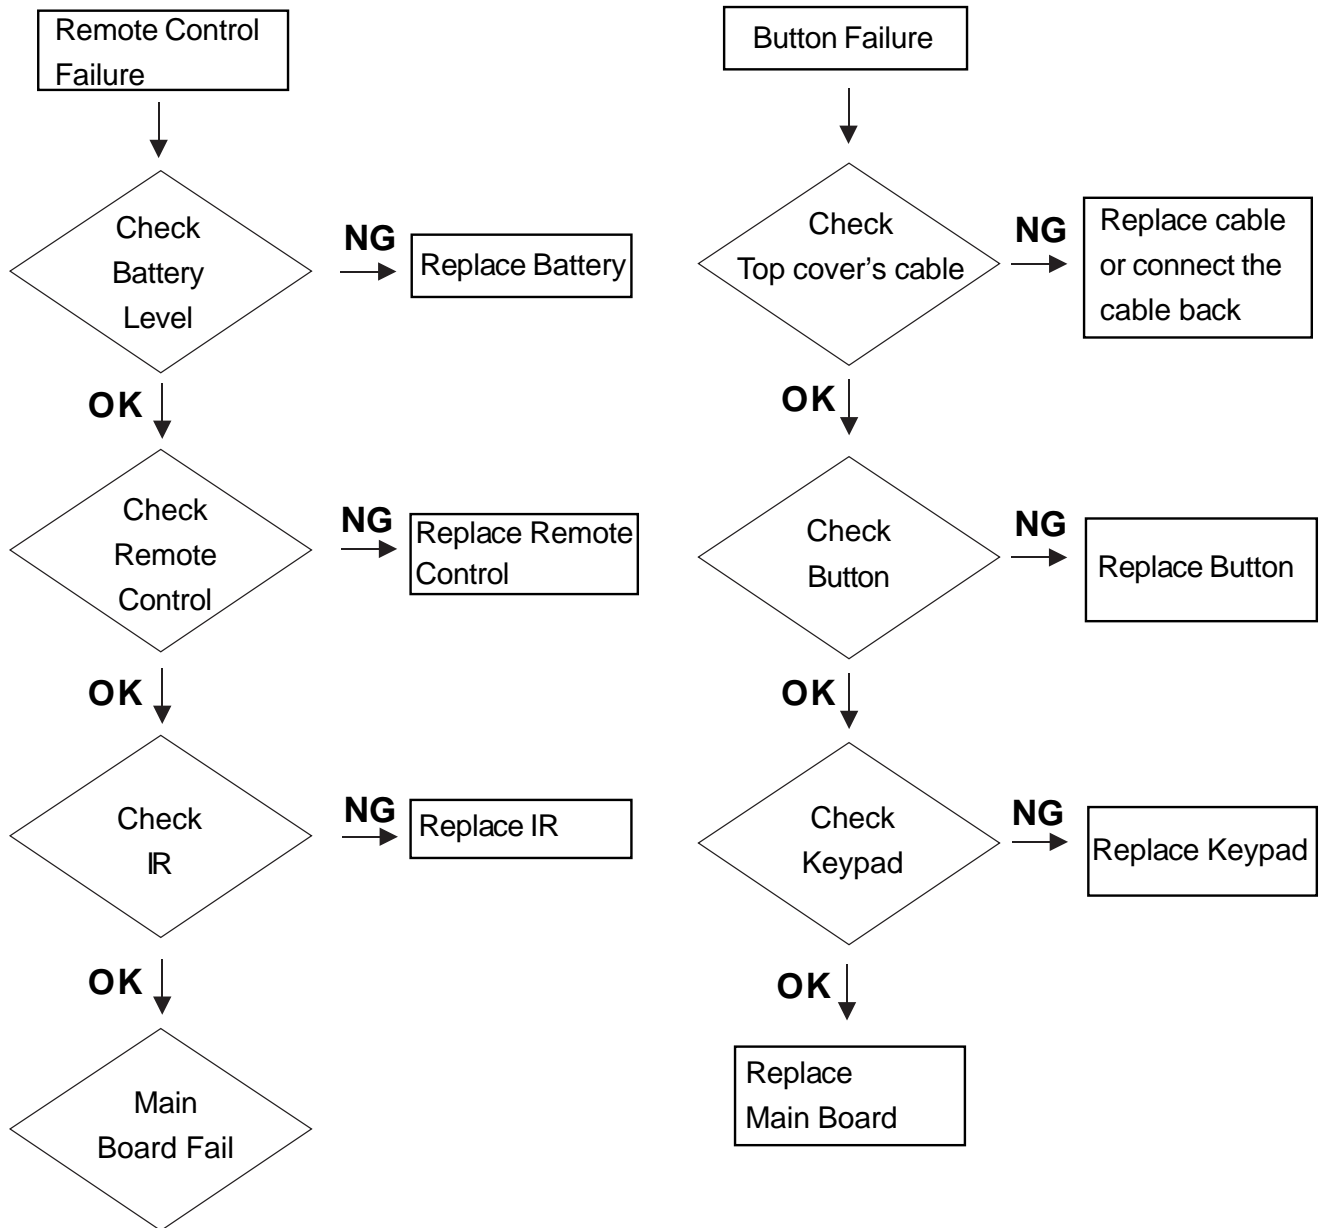 Remote Control
Failure
Check
Battery
Level
NG
Replace Battery
OK
Check
Remote
Control
NG
Replace Remote
Control
OK
Check
IR
NG
Replace IR
OK
Main
Board Fail
Button Failure
Check
Top cover’s cable
NG
Replace cable
or connect the
cable back
OK
Check
Button
NG
Replace Button
OK
Check
Keypad
NG
Replace Keypad
OK
Replace
Main Board